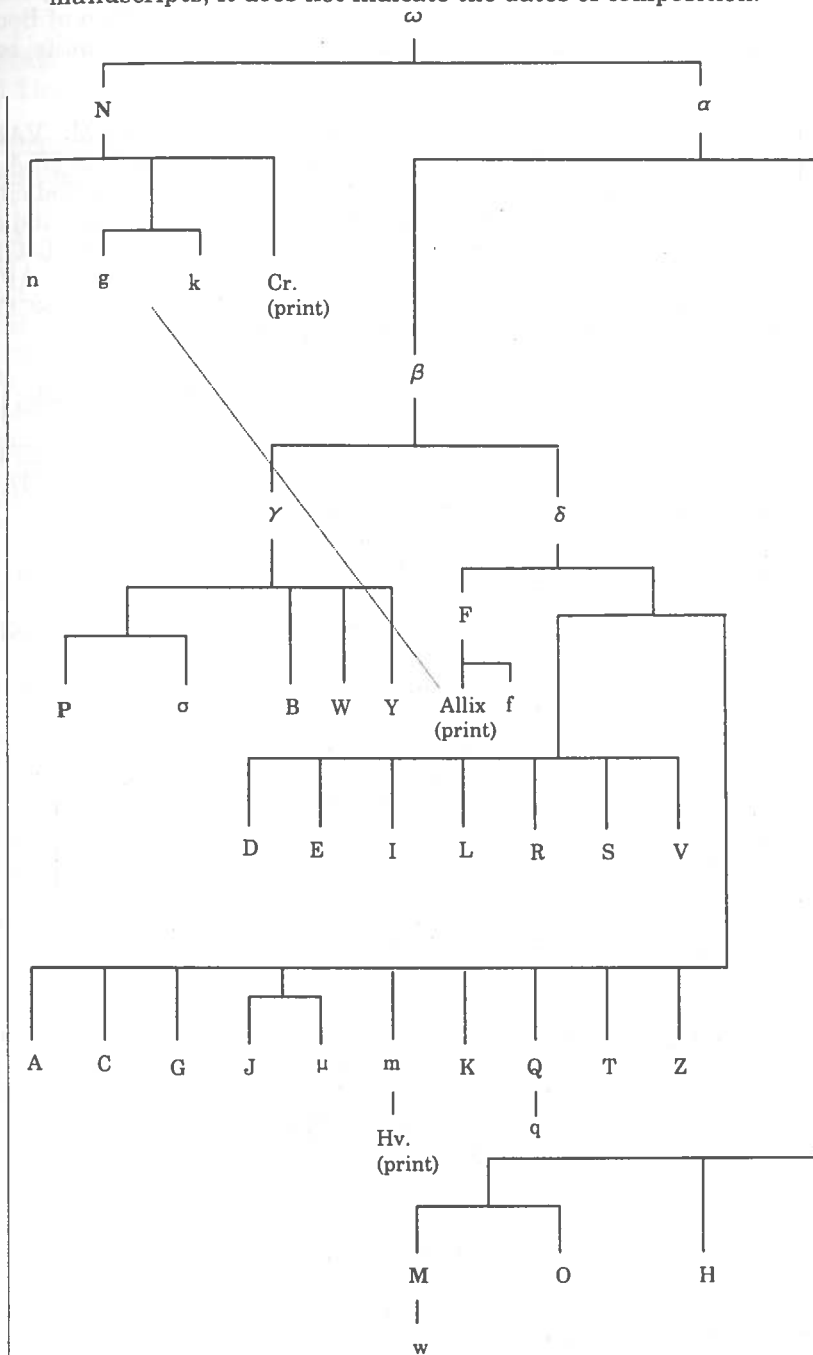 manuscripts, it does not indicate the dates of composition.
ω
N α
n g k Cr.
(print)
β
γ δ
F
P σ B W Y Allix f
(print)
D E I L R S V
A C G J μ m K Q T Z
Hv. q
(print)
M O H
w